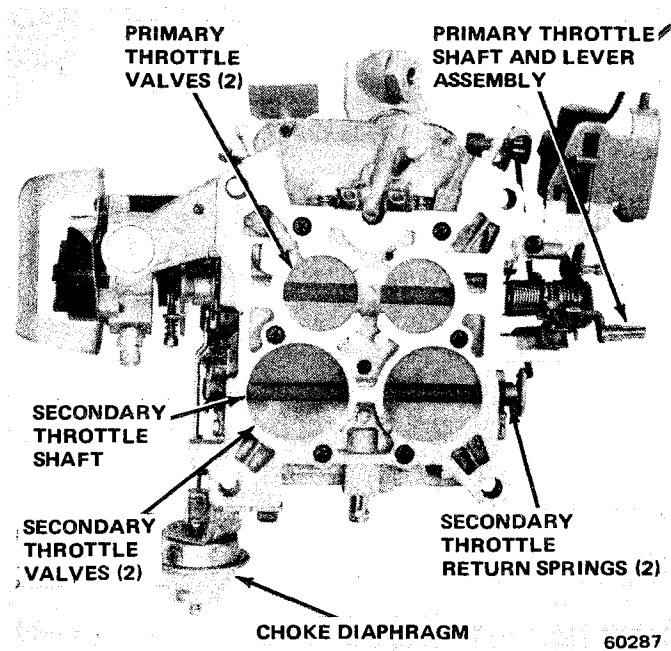 PRIMARY
THROTTLE
VALVES (2)
PRIMARY THROTTLE
SHAFT AND LEVER
ASSEMBLY
SECONDARY
THROTTLE
SHAFT
SECONDARY
THROTTLE
VALVES (2)
SECONDARY
THROTTLE
RETURN SPRINGS (2)
CHOKE DIAPHRAGM
60287